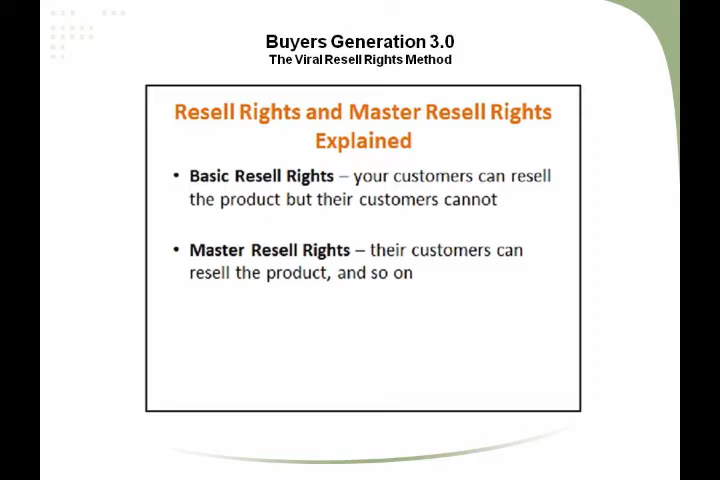 Buyers Generation 3.0
The Viral Resell Rights Method
Resell Rights and Master Resell Rights
Explained
• Basic Resell Rights – your customers can resell
the product but their customers cannot
• Master Resell Rights – their customers can
resell the product, and so on